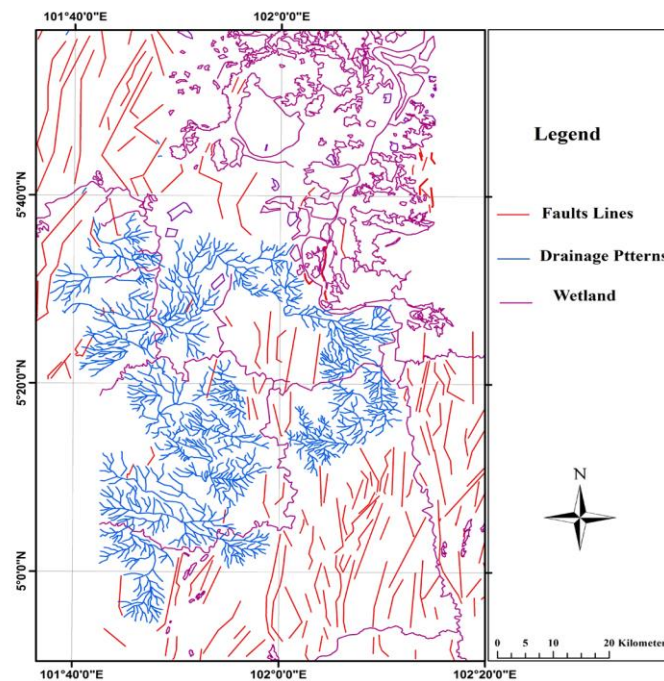 101°40'0"E
102°0'0"E
5°40'0"N
5°20'0"N
5°0'0"N
101°40'0"E
102°0'0"E
102°20'0"E
Legend
Faults Lines
Drainage Ptterns
Wetland
N
0 5 10 20 Kilometer